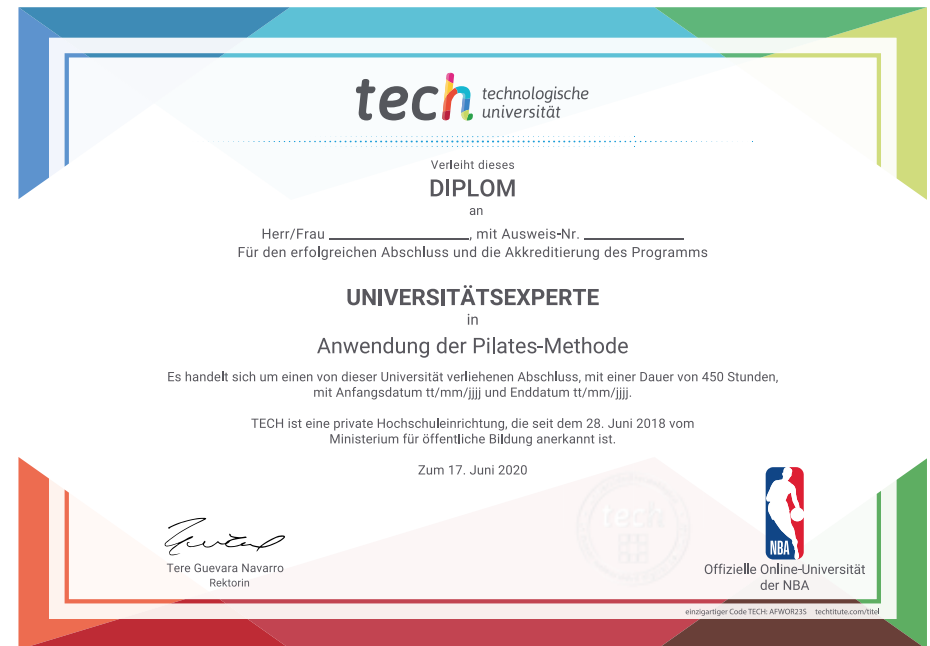 tech technologische
universität
Verleiht dieses
DIPLOM
an
Herr/Frau ____________, mit Ausweis-Nr. ____________
Für den erfolgreichen Abschluss und die Akkreditierung des Programms
UNIVERSITÄTSEXPERTE
in
Anwendung der Pilates-Methode
Es handelt sich um einen von dieser Universität verliehenen Abschluss, mit einer Dauer von 450 Stunden,
mit Anfangsdatum tt/mm/jjjj und Enddatum tt/mm/jjjj.
TECH ist eine private Hochschuleinrichtung, die seit dem 28. Juni 2018 vom
Ministerium für öffentliche Bildung anerkannt ist.
Zum 17. Juni 2020
tech
NBA
Tere Guevara Navarro
Rektorin
Offizielle Online-Universität
der NBA
einzigartiger Code TECH: AFWOR23S techtitute.com/titel